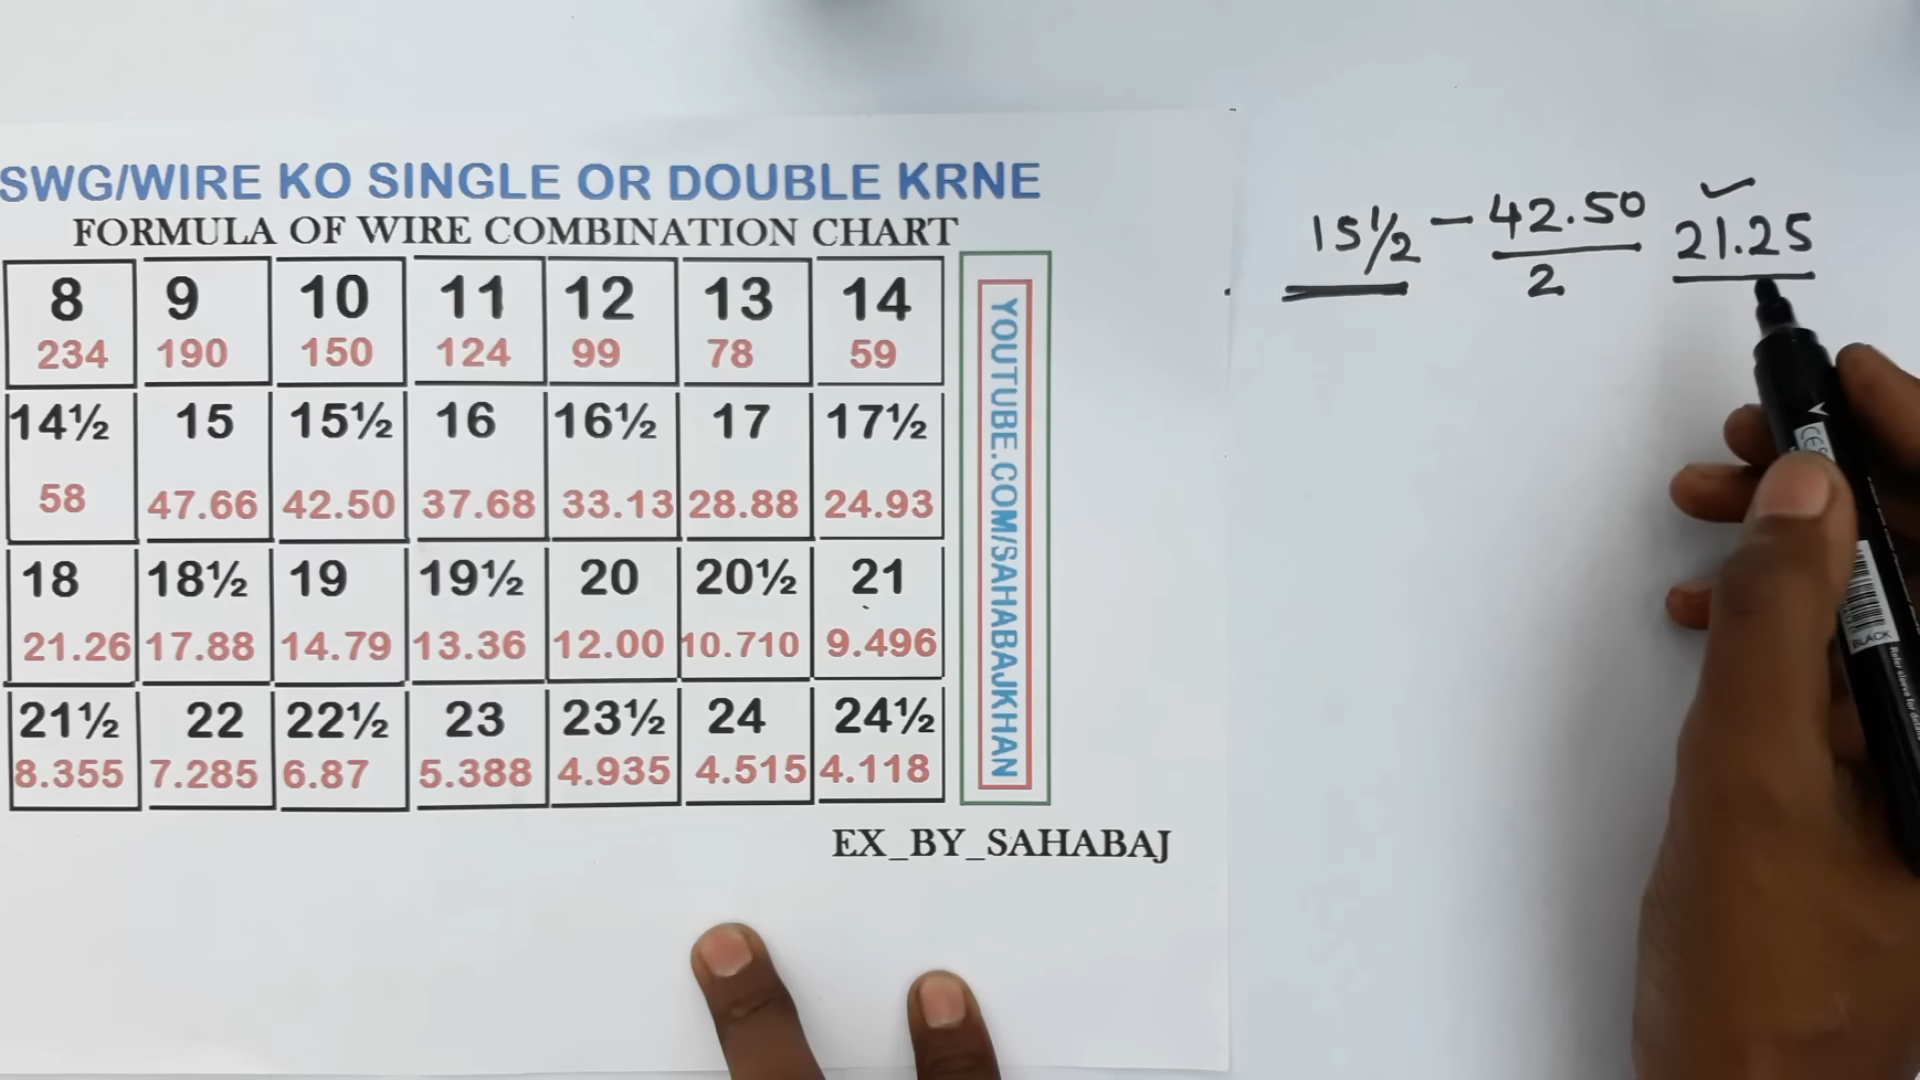 SWG/WIRE KO SINGLE OR DOUBLE KRNE
FORMULA OF WIRE COMBINATION CHART
8 9 10 11 12 13 14
234 190 150 124 99 78 59
14½ 15 15½ 16 16½ 17 17½
58 47.66 42.50 37.68 33.13 28.88 24.93
18 18½ 19 19½ 20 20½ 21
21.26 17.88 14.79 13.36 12.00 10.710 9.496
21½ 22 22½ 23 23½ 24 24½
8.355 7.285 6.87 5.388 4.935 4.515 4.118
YOUTUBE.COM/SAHABAJKHAN
EX_BY_SAHABAJ
15½ - 42.50 21.25
2
CE
BLACK